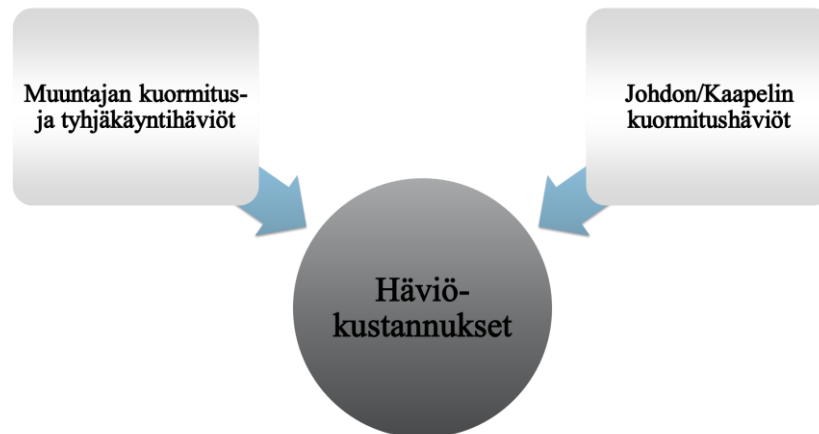 Muuntajan kuormitus-
ja tyhjäkäyntihäviöt
Johdon/Kaapelin
kuormitushäviöt
Häviö-
kustannukset